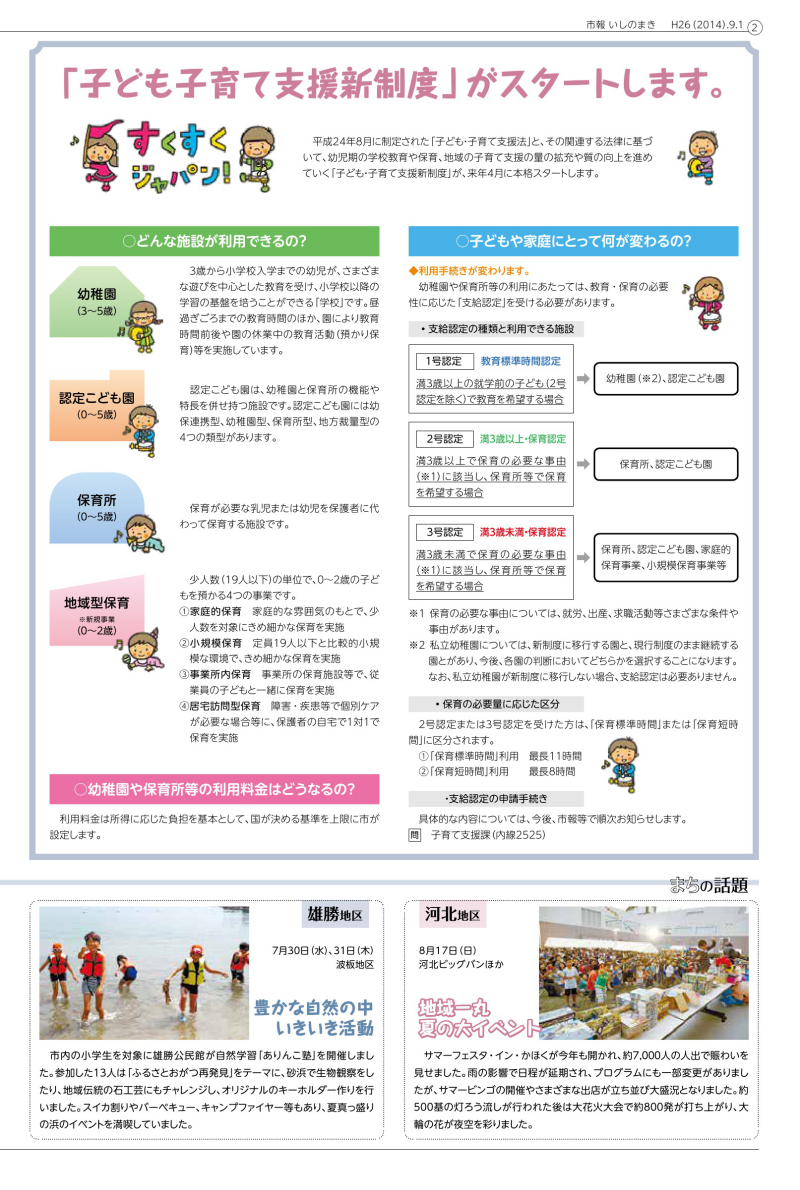 市報 いしのまき　H26(2014).9.1 2
「子ども子育て支援新制度」がスタートします。
すくすく
ジャパン!
平成24年8月に制定された「子ども・子育て支援法」と、その関連する法律に基づ
いて、幼児期の学校教育や保育、地域の子育て支援の量の拡充や質の向上を進め
ていく「子ども・子育て支援新制度」が、来年4月に本格スタートします。
○どんな施設が利用できるの?
幼稚園
(3〜5歳)
3歳から小学校入学までの幼児が、さまざま
な遊びを中心とした教育を受け、小学校以降の
学習の基盤を培うことができる「学校」です。昼
過ぎごろまでの教育時間のほか、園により教育
時間前後や園の休業中の教育活動(預かり保
育)等を実施しています。
認定こども園
(0〜5歳)
認定こども園は、幼稚園と保育所の機能や
特長を併せ持つ施設です。認定こども園には幼
保連携型、幼稚園型、保育所型、地方裁量型の
4つの類型があります。
保育所
(0〜5歳)
保育が必要な乳児または幼児を保護者に代
わって保育する施設です。
地域型保育
※新規事業
(0〜2歳)
少人数(19人以下)の単位で、0〜2歳の子ど
もを預かる4つの事業です。
①家庭的保育　家庭的な雰囲気のもとで、少
人数を対象にきめ細かな保育を実施
②小規模保育　定員19人以下と比較的小規
模な環境で、きめ細かな保育を実施
③事業所内保育　事業所の保育施設等で、従
業員の子どもと一緒に保育を実施
④居宅訪問型保育　障害・疾患等で個別ケア
が必要な場合等に、保護者の自宅で1対1で
保育を実施
○幼稚園や保育所等の利用料金はどうなるの?
利用料金は所得に応じた負担を基本として、国が決める基準を上限に市が
設定します。
○子どもや家庭にとって何が変わるの?
◆利用手続きが変わります。
幼稚園や保育所等の利用にあたっては、教育・保育の必要
性に応じた「支給認定」を受ける必要があります。
・支給認定の種類と利用できる施設
1号認定　教育標準時間認定
満3歳以上の就学前の子ども(2号
認定を除く)で教育を希望する場合
幼稚園(※2)、認定こども園
2号認定　満3歳以上・保育認定
満3歳以上で保育の必要な事由
(※1)に該当し、保育所等で保育
を希望する場合
保育所、認定こども園
3号認定　満3歳未満・保育認定
満3歳未満で保育の必要な事由
(※1)に該当し、保育所等で保育
を希望する場合
保育所、認定こども園、家庭的
保育事業、小規模保育事業等
※1 保育の必要な事由については、就労、出産、求職活動等さまざまな条件や
事由があります。
※2 私立幼稚園については、新制度に移行する園と、現行制度のまま継続する
園とがあり、今後、各園の判断においてどちらかを選択することになります。
なお、私立幼稚園が新制度に移行しない場合、支給認定は必要ありません。
・保育の必要量に応じた区分
2号認定または3号認定を受けた方は、「保育標準時間」または「保育短時
間」に区分されます。
①「保育標準時間」利用　最長11時間
②「保育短時間」利用　最長8時間
・支給認定の申請手続き
具体的な内容については、今後、市報等で順次お知らせします。
問　子育て支援課(内線2525)
まちの話題
雄勝地区
7月30日(水)、31日(木)
波板地区
豊かな自然の中
いきいき活動
市内の小学生を対象に雄勝公民館が自然学習「ありんこ塾」を開催しまし
た。参加した13人は「ふるさとおがつ再発見」をテーマに、砂浜で生物観察をし
たり、地域伝統の石工芸にもチャレンジし、オリジナルのキーホルダー作りを行
いました。スイカ割りやバーベキュー、キャンプファイヤー等もあり、夏真っ盛り
の浜のイベントを満喫していました。
河北地区
8月17日(日)
河北ビッグバンほか
地域一丸
夏の大イベント
サマーフェスタ・イン・かほくが今年も開かれ、約7,000人の人出で賑わいを
見せました。雨の影響で日程が延期され、プログラムにも一部変更がありまし
たが、サマービンゴの開催やさまざまな出店が立ち並び大盛況となりました。約
500基の灯ろう流しが行われた後は大花火大会で約800発が打ち上がり、大
輪の花が夜空を彩りました。